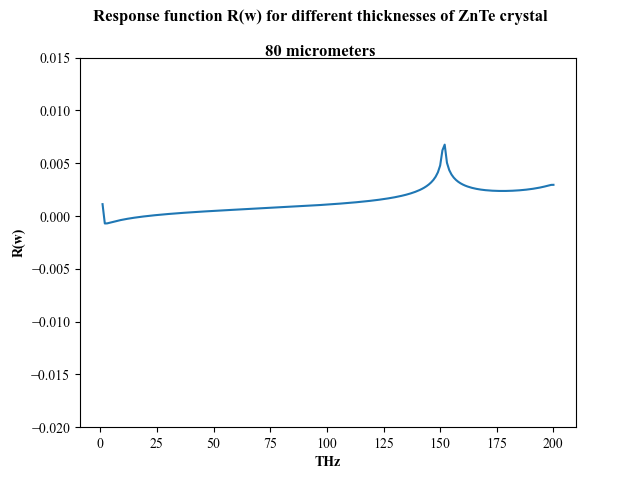 Response function R(w) for different thicknesses of ZnTe crystal
80 micrometers
0.015
0.010
0.005
0.000
−0.005
−0.010
−0.015
−0.020
R(w)
0 25 50 75 100 125 150 175 200
THz